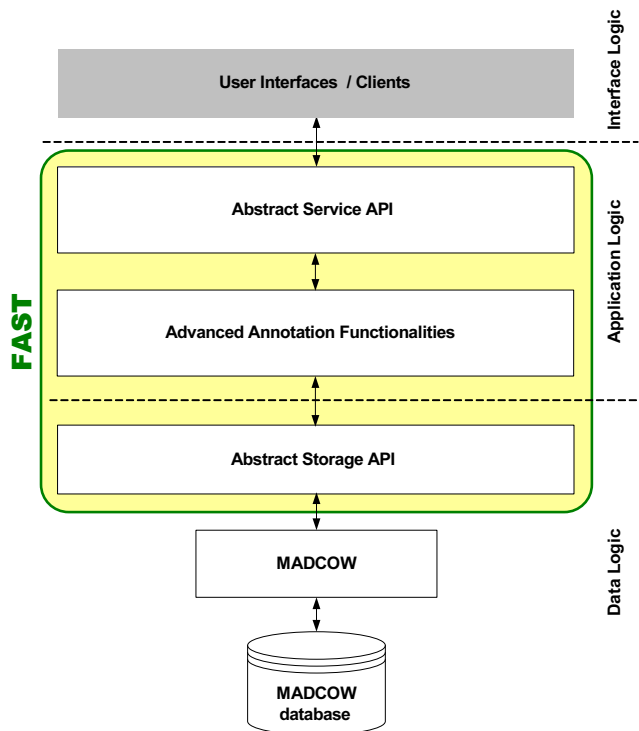 User Interfaces / Clients
Interface Logic
Abstract Service API
Application Logic
FAST
Advanced Annotation Functionalities
Abstract Storage API
Data Logic
MADCOW
MADCOW
database